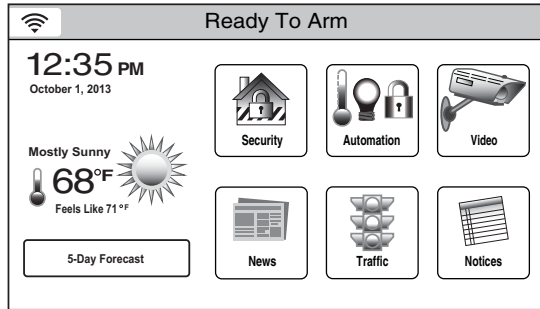 Ready To Arm
12:35 PM
October 1, 2013
Mostly Sunny
68°F
Feels Like 71°F
5-Day Forecast
Security
Automation
Video
News
Traffic
Notices